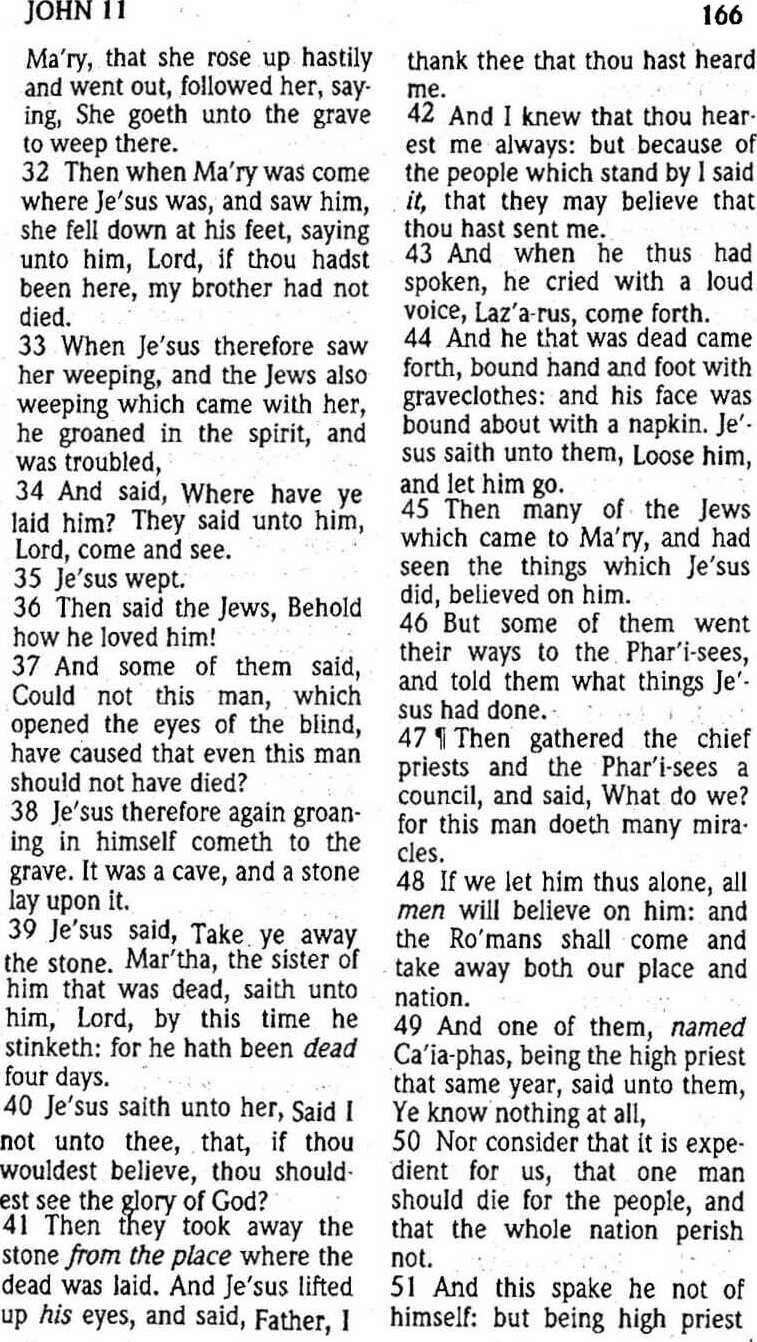 JOHN 11
166
Ma'ry, that she rose up hastily
and went out, followed her, say-
ing, She goeth unto the grave
to weep there.
32 Then when Ma'ry was come
where Je'sus was, and saw him,
she fell down at his feet, saying
unto him, Lord, if thou hadst
been here, my brother had not
died.
33 When Je'sus therefore saw
her weeping, and the Jews also
weeping which came with her,
he groaned in the spirit, and
was troubled,
34 And said, Where have ye
laid him? They said unto him,
Lord, come and see.
35 Je'sus wept.
36 Then said the Jews, Behold
how he loved him!
37 And some of them said,
Could not this man, which
opened the eyes of the blind,
have caused that even this man
should not have died?
38 Je'sus therefore again groan-
ing in himself cometh to the
grave. It was a cave, and a stone
lay upon it.
39 Je'sus said, Take ye away
the stone. Mar'tha, the sister of
him that was dead, saith unto
him, Lord, by this time he
stinketh: for he hath been dead
four days.
40 Je'sus saith unto her, Said I
not unto thee, that, if thou
wouldest believe, thou should-
est see the glory of God?
41 Then they took away the
stone from the place where the
dead was laid. And Je'sus lifted
up his eyes, and said, Father, I
thank thee that thou hast heard
me.
42 And I knew that thou hear-
est me always: but because of
the people which stand by I said
it, that they may believe that
thou hast sent me.
43 And when he thus had
spoken, he cried with a loud
voice, Laz'a-rus, come forth.
44 And he that was dead came
forth, bound hand and foot with
graveclothes: and his face was
bound about with a napkin. Je'-
sus saith unto them, Loose him,
and let him go.
45 Then many of the Jews
which came to Ma'ry, and had
seen the things which Je'sus
did, believed on him.
46 But some of them went
their ways to the Phar'i-sees,
and told them what things Je'-
sus had done.
47 ¶ Then gathered the chief
priests and the Phar'i-sees a
council, and said, What do we?
for this man doeth many mira-
cles.
48 If we let him thus alone, all
men will believe on him: and
the Ro'mans shall come and
take away both our place and
nation.
49 And one of them, named
Ca'ia-phas, being the high priest
that same year, said unto them,
Ye know nothing at all,
50 Nor consider that it is expe-
dient for us, that one man
should die for the people, and
that the whole nation perish
not.
51 And this spake he not of
himself: but being high priest